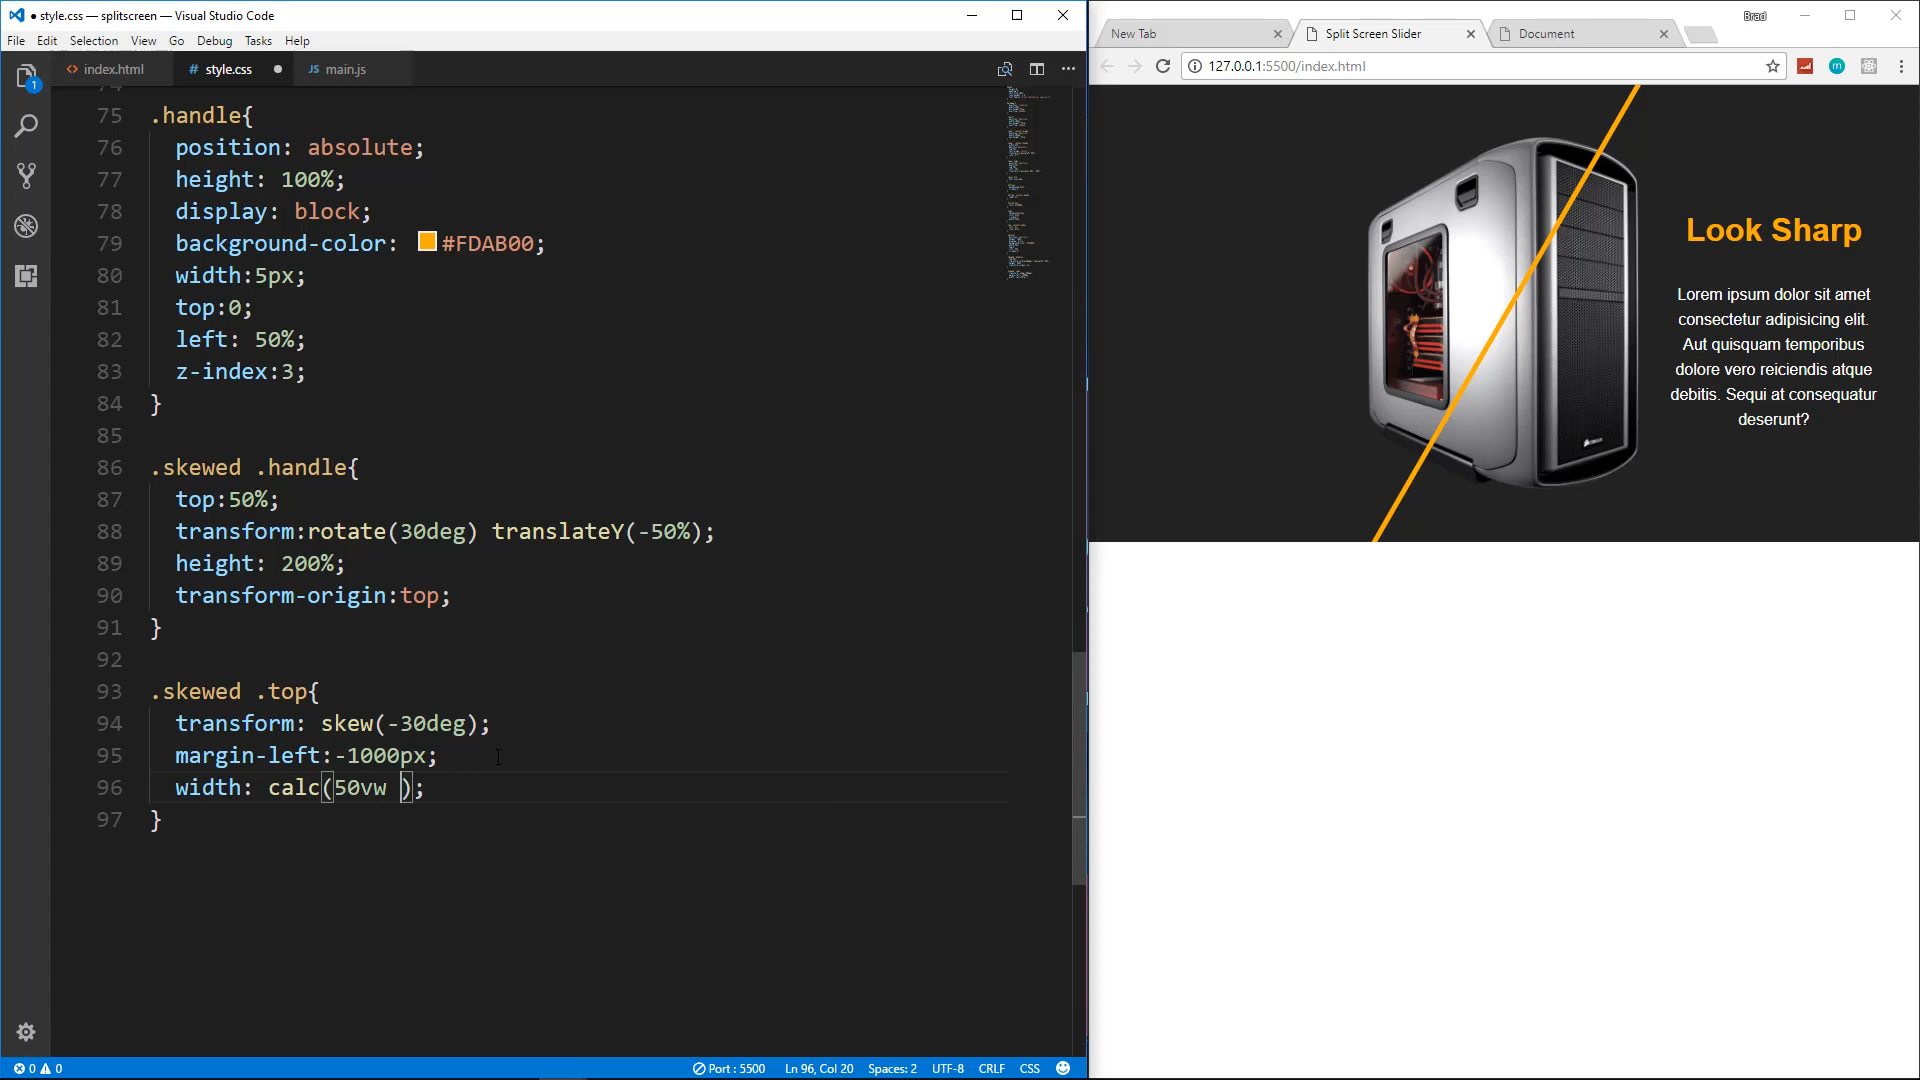 ● style.css — splitscreen — Visual Studio Code
File Edit Selection View Go Debug Tasks Help
<> index.html # style.css ● JS main.js
1
74
75 .handle{
76 position: absolute;
77 height: 100%;
78 display: block;
79 background-color: #FDAB00;
80 width:5px;
81 top:0;
82 left: 50%;
83 z-index:3;
84 }
85
86 .skewed .handle{
87 top:50%;
88 transform:rotate(30deg) translateY(-50%);
89 height: 200%;
90 transform-origin:top;
91 }
92
93 .skewed .top{
94 transform: skew(-30deg);
95 margin-left:-1000px;
96 width: calc(50vw );
97 }
0 0 Port : 5500 Ln 96, Col 20 Spaces: 2 UTF-8 CRLF CSS
Brad
New Tab Split Screen Slider Document
127.0.0.1:5500/index.html
m
Look Sharp
Lorem ipsum dolor sit amet
consectetur adipisicing elit.
Aut quisquam temporibus
dolore vero reiciendis atque
debitis. Sequi at consequatur
deserunt?